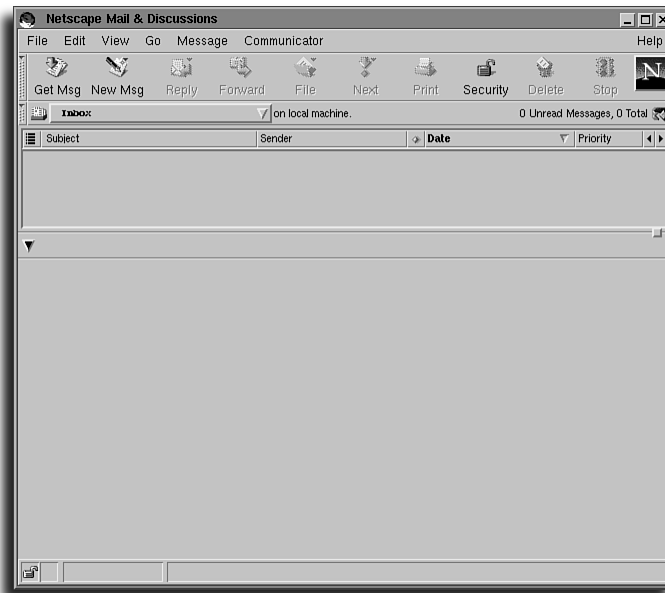 Netscape Mail & Discussions
File Edit View Go Message Communicator Help
Get Msg New Msg Reply Forward File Next Print Security Delete Stop N
Inbox on local machine. 0 Unread Messages, 0 Total
Subject Sender Date Priority